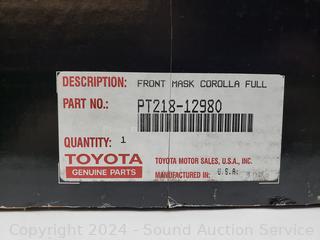 DESCRIPTION: FRONT MASK COROLLA FULL
PART NO.: PT218-12980
QUANTITY: 1
TOYOTA TOYOTA MOTOR SALES, U.S.A., INC.
GENUINE PARTS MANUFACTURED IN: U.S.A.
Copyright © 2024 - Sound Auction Service